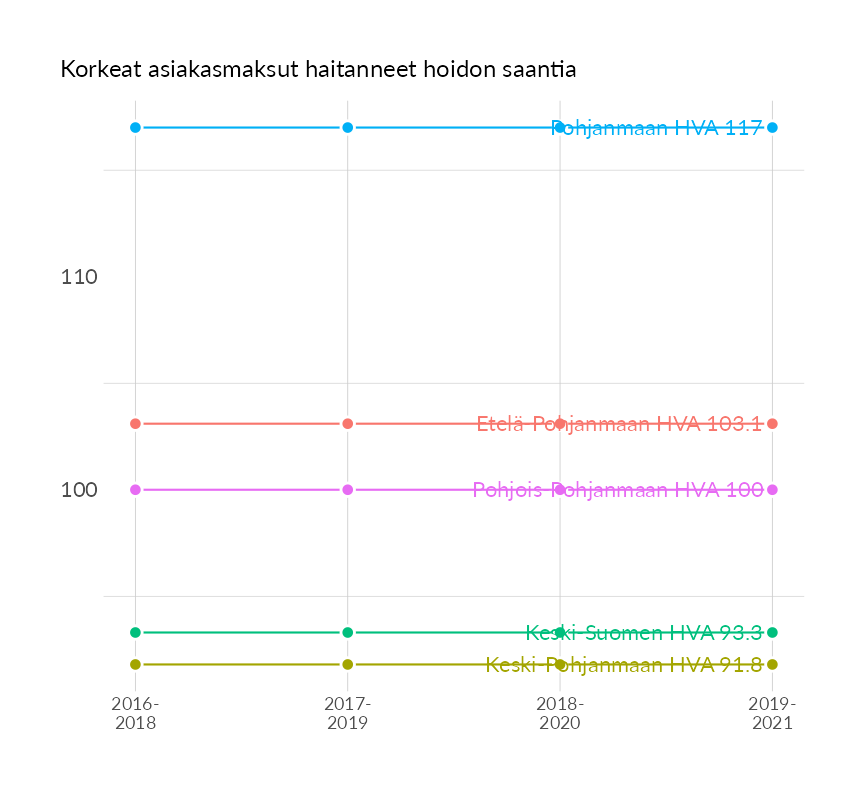 Korkeat asiakasmaksut haitanneet hoidon saantia
Pohjanmaan HVA 117
110
Etelä-Pohjanmaan HVA 103.1
100
Pohjois-Pohjanmaan HVA 100
Keski-Suomen HVA 93.3
Keski-Pohjanmaan HVA 91.8
2016-
2018
2017-
2019
2018-
2020
2019-
2021